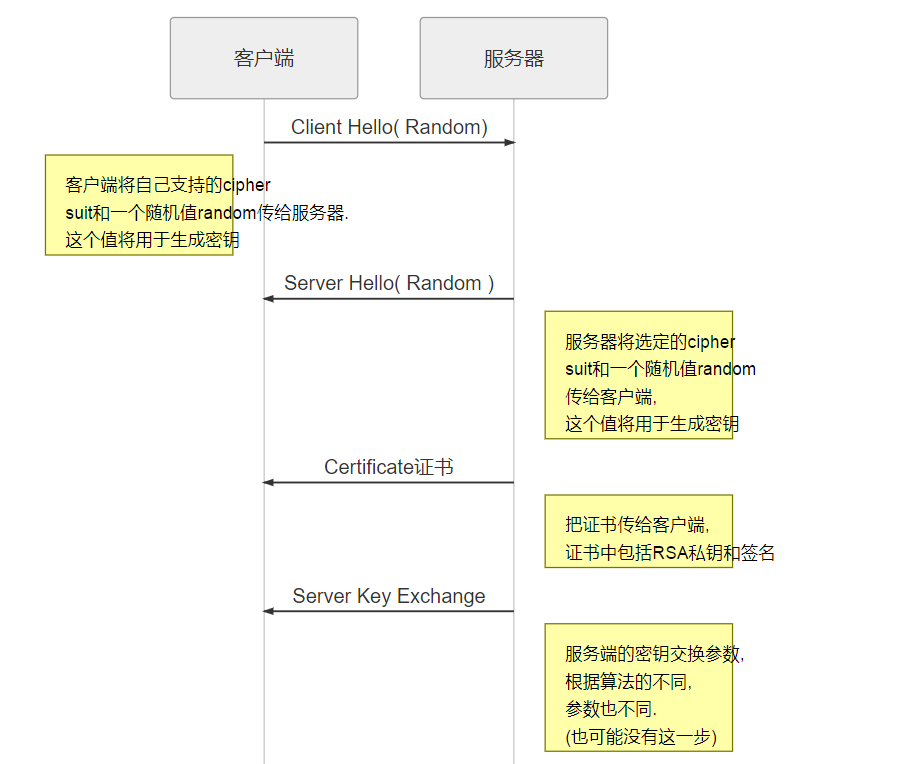 客户端
服务器
Client Hello( Random)
客户端将自己支持的cipher
suit和一个随机值random传给服务器.
这个值将用于生成密钥
Server Hello( Random )
服务器将选定的cipher
suit和一个随机值random
传给客户端,
这个值将用于生成密钥
Certificate证书
把证书传给客户端,
证书中包括RSA私钥和签名
Server Key Exchange
服务端的密钥交换参数,
根据算法的不同,
参数也不同.
(也可能没有这一步)